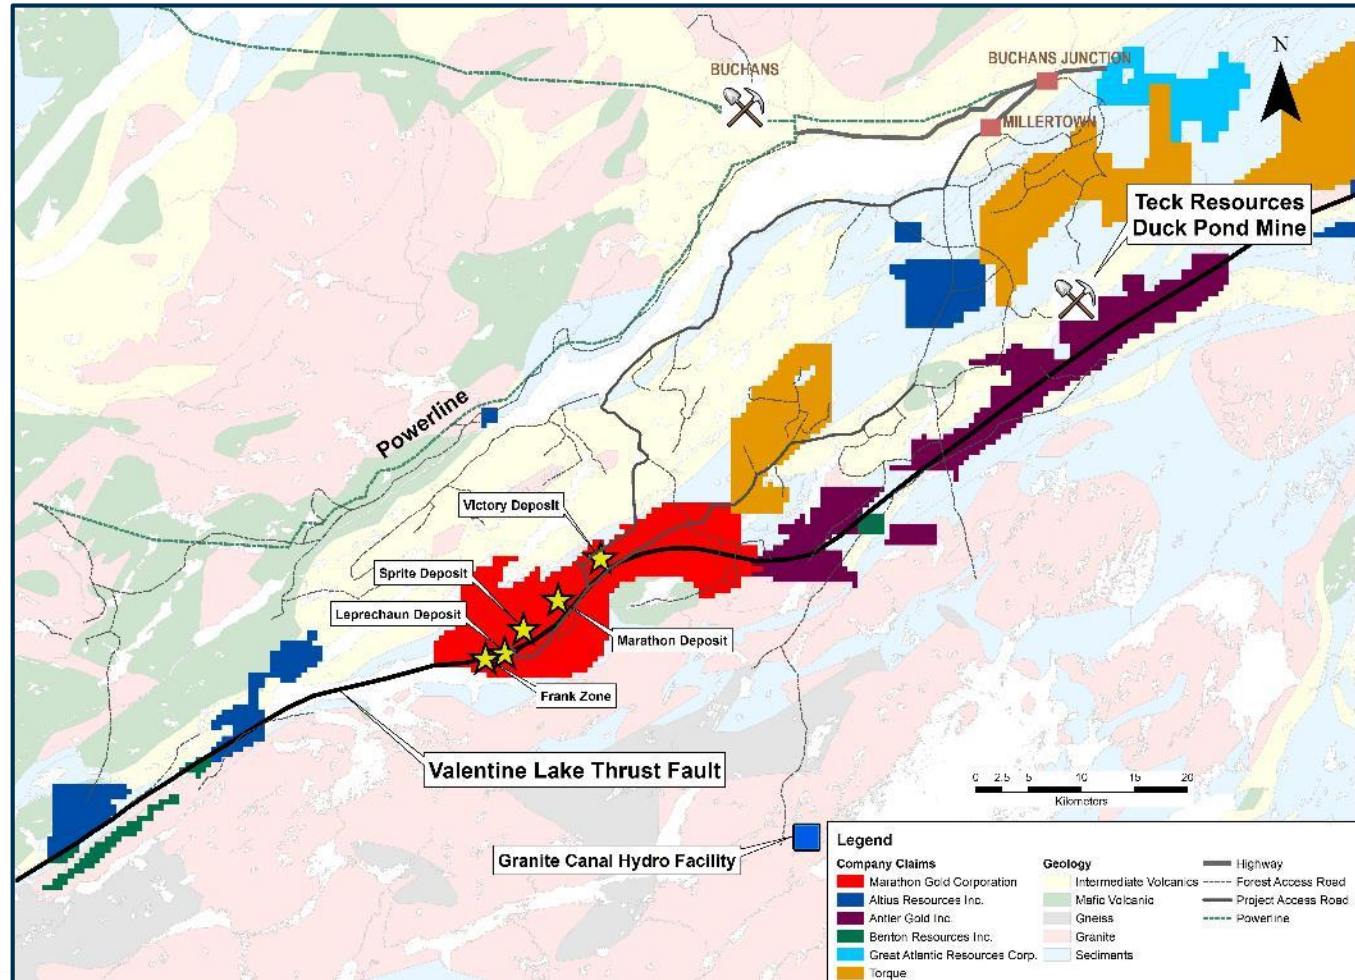 N
BUCHANS
BUCHANS JUNCTION
MILLERTOWN
Teck Resources
Duck Pond Mine
Powerline
Victory Deposit
Sprite Deposit
Leprechaun Deposit
Marathon Deposit
Frank Zone
Valentine Lake Thrust Fault
0 2.5 5 10 15 20
Kilometers
Granite Canal Hydro Facility
Legend
Company Claims
Marathon Gold Corporation
Altius Resources Inc.
Antler Gold Inc.
Benton Resources Inc.
Great Atlantic Resources Corp.
Torque
Geology
Intermediate Volcanics
Mafic Volcanic
Gneiss
Granite
Sediments
Highway
Forest Access Road
Project Access Road
Powerline